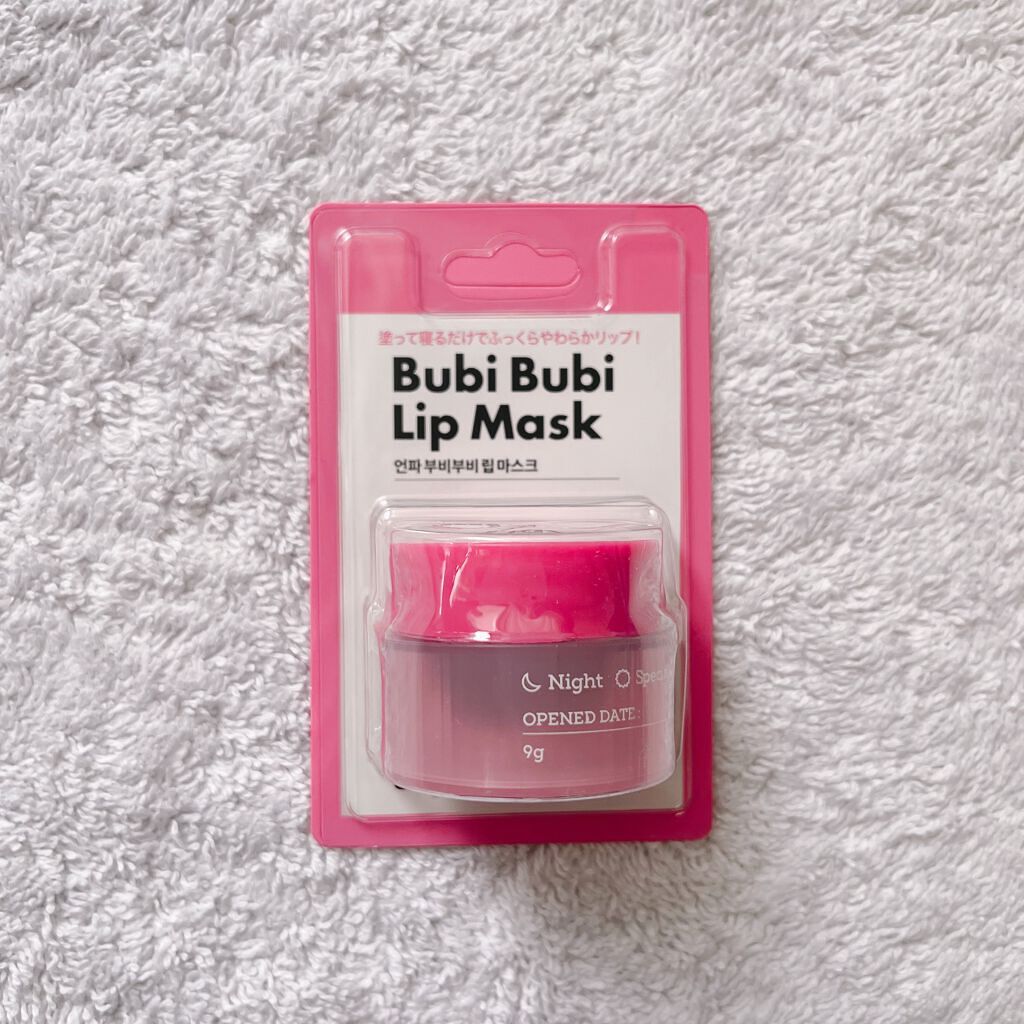 塗って寝るだけでふっくらやわらかリップ!
Bubi Bubi
Lip Mask
언파 부비부비 립 마스크
Night
OPENED DATE :
9g